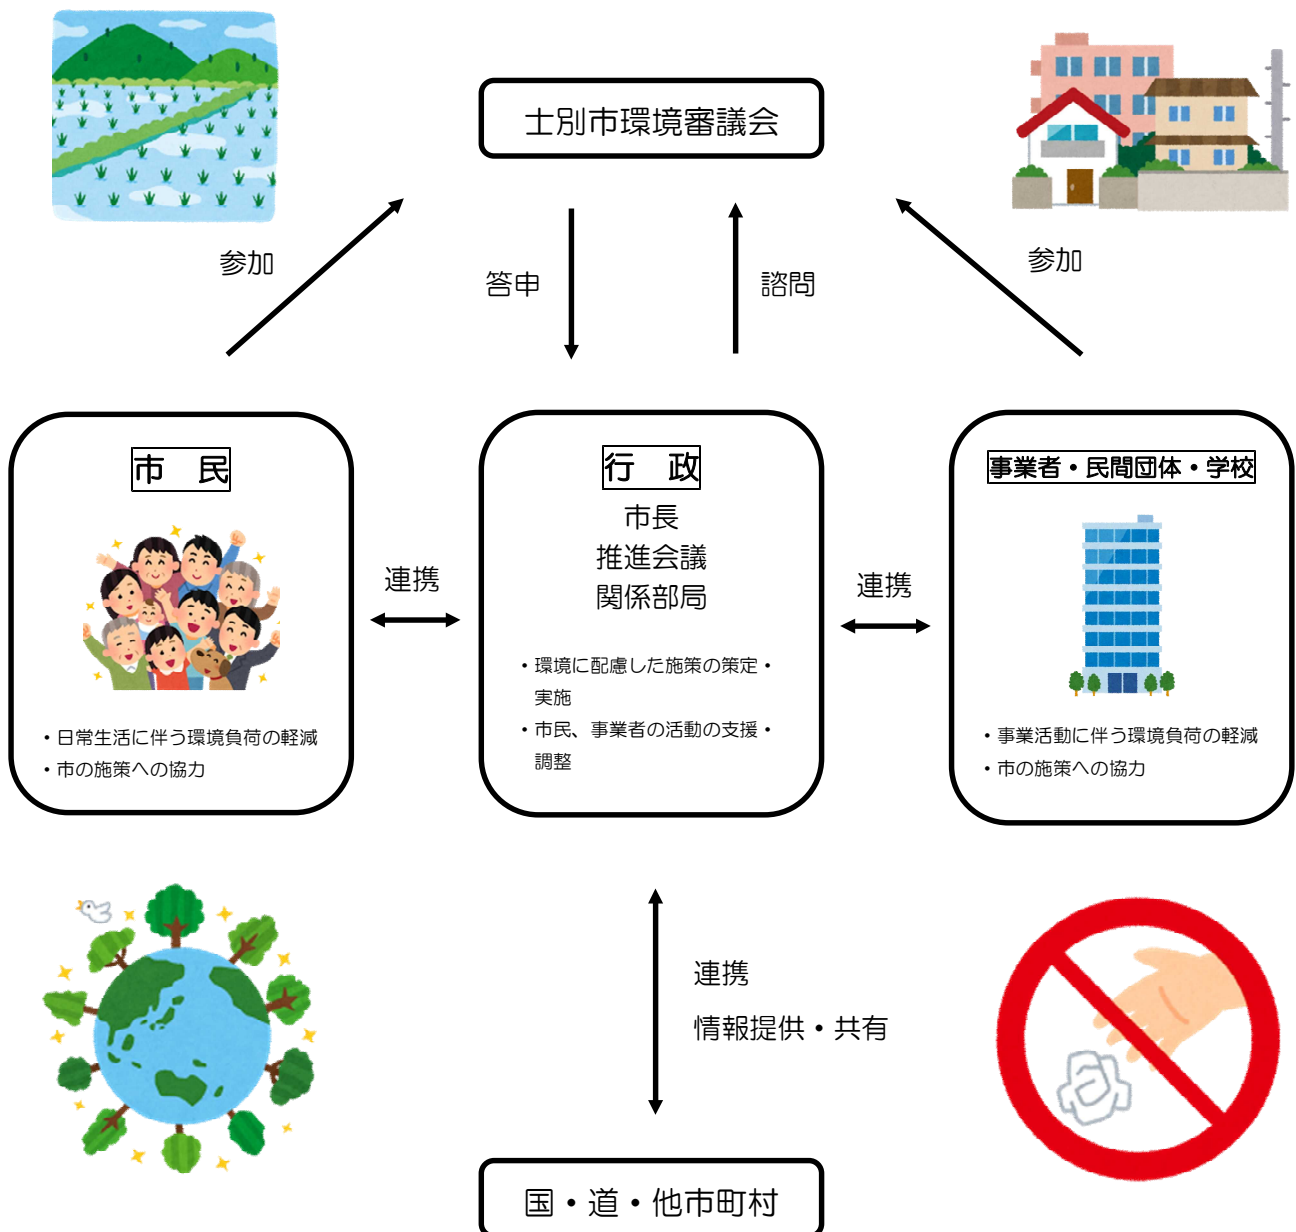 士別市環境審議会
参加
答申
諮問
参加
市　民
・日常生活に伴う環境負荷の軽減
・市の施策への協力
連携
行　政
市長
推進会議
関係部局
・環境に配慮した施策の策定・
実施
・市民、事業者の活動の支援・
調整
連携
事業者・民間団体・学校
・事業活動に伴う環境負荷の軽減
・市の施策への協力
連携
情報提供・共有
国・道・他市町村